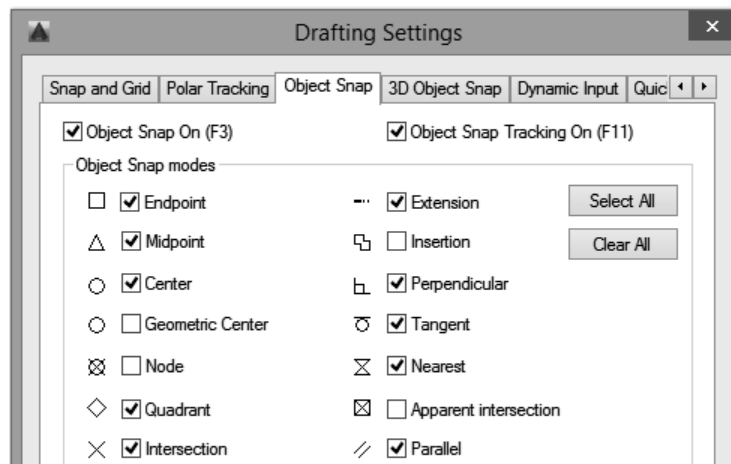 Drafting Settings
Snap and Grid Polar Tracking Object Snap 3D Object Snap Dynamic Input Quic
Object Snap On (F3) Object Snap Tracking On (F11)
Object Snap modes
Endpoint Extension Select All
Midpoint Insertion Clear All
Center Perpendicular
Geometric Center Tangent
Node Nearest
Quadrant Apparent intersection
Intersection Parallel